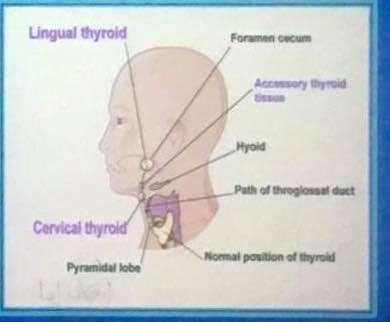 Lingual thyroid
Foramen cecum
Accessory thyroid
tissue
Hyoid
Path of throglossal duct
Cervical thyroid
Normal position of thyroid
Pyramidal lobe